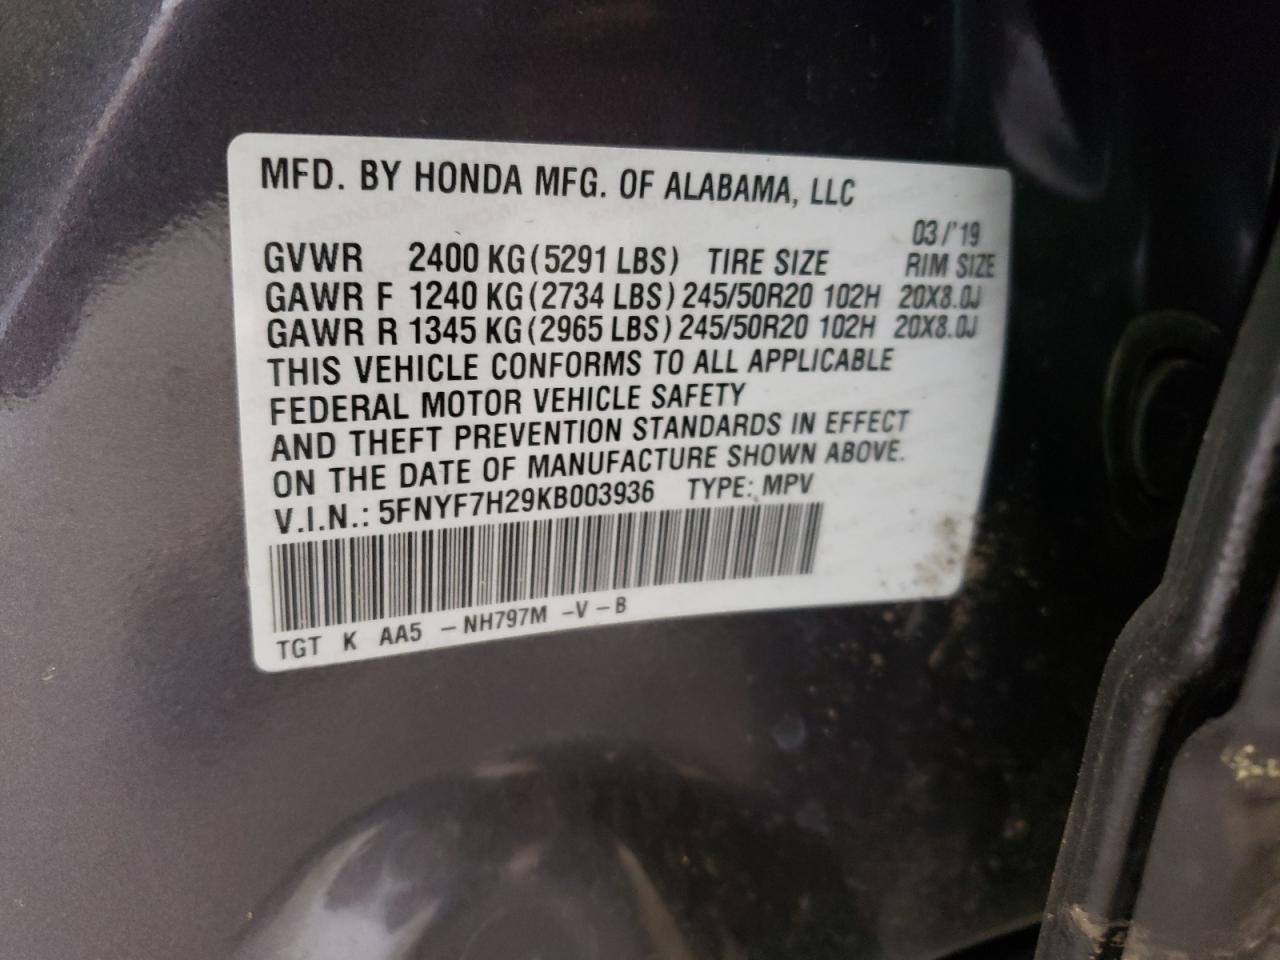 MFD. BY HONDA MFG. OF ALABAMA, LLC
03/'19
GVWR 2400 KG(5291 LBS) TIRE SIZE RIM SIZE
GAWR F 1240 KG(2734 LBS) 245/50R20 102H 20X8.0J
GAWR R 1345 KG(2965 LBS) 245/50R20 102H 20X8.0J
THIS VEHICLE CONFORMS TO ALL APPLICABLE
FEDERAL MOTOR VEHICLE SAFETY
AND THEFT PREVENTION STANDARDS IN EFFECT
ON THE DATE OF MANUFACTURE SHOWN ABOVE.
V.I.N.: 5FNYF7H29KB003936 TYPE: MPV
TGT K AA5 -NH797M -V-B